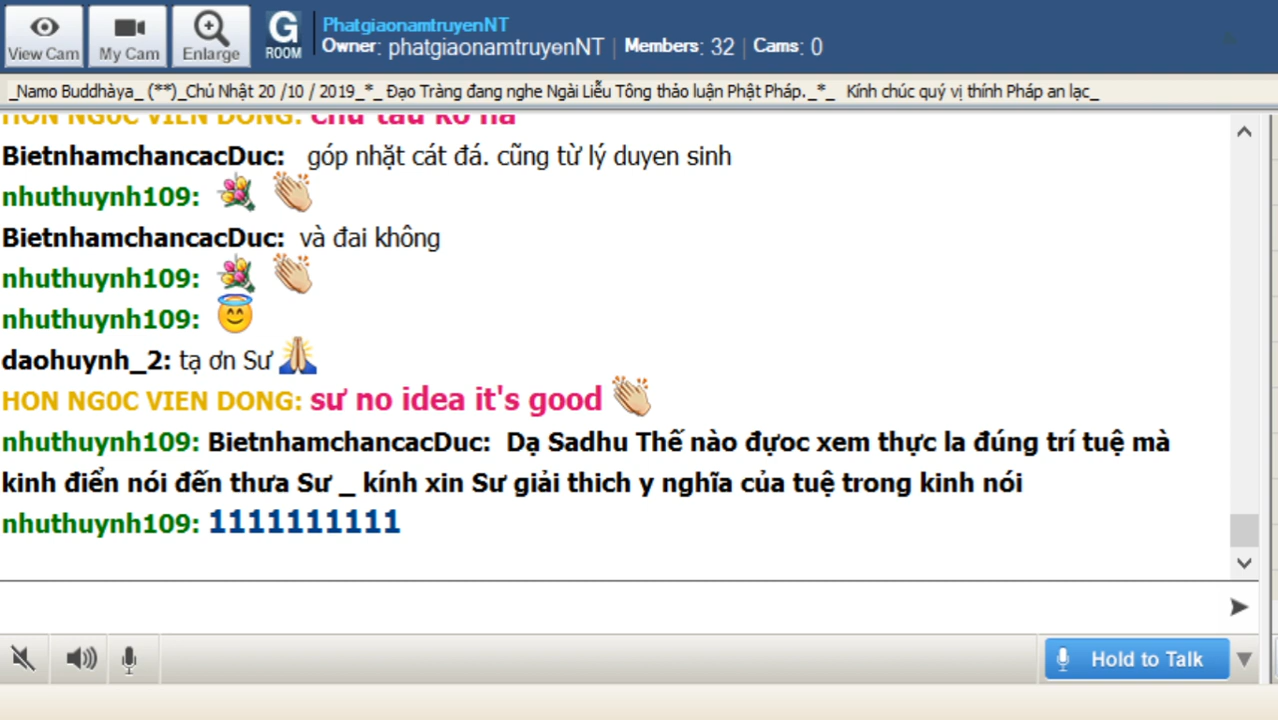 View Cam
My Cam
Enlarge
G
ROOM
PhatgiaonamtruyenNT
Owner: phatgiaonamtruyenNT | Members: 32 | Cams: 0
_Namo Buddhàya_ (**)_Chủ Nhật 20 /10 / 2019_*_ Đạo Tràng đang nghe Ngài Liễu Tông thảo luận Phật Pháp._*_ Kính chúc quý vị thính Pháp an lạc_
HON NG0C VIEN DONG:
BietnhamchancacDuc: góp nhặt cát đá. cũng từ lý duyen sinh
nhuthuynh109:
BietnhamchancacDuc: và đai không
nhuthuynh109:
nhuthuynh109:
daohuynh_2: tạ ơn Sư
HON NG0C VIEN DONG: sư no idea it's good
nhuthuynh109: BietnhamchancacDuc: Dạ Sadhu Thế nào đựoc xem thực la đúng trí tuệ mà
kinh điển nói đến thưa Sư _ kính xin Sư giải thich y nghĩa của tuệ trong kinh nói
nhuthuynh109: 1111111111
Hold to Talk